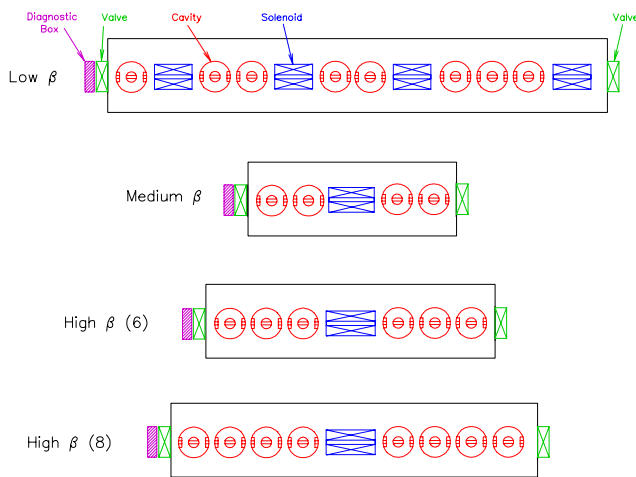 Diagnostic
Box
Valve
Cavity
Solenoid
Valve
Low β
Medium β
High β (6)
High β (8)